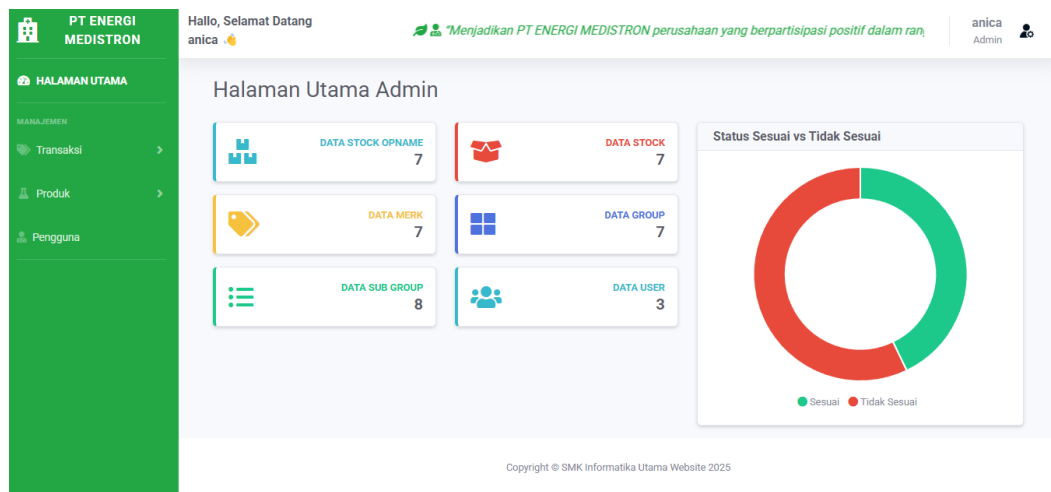 PT ENERGI
MEDISTRON
HALAMAN UTAMA
MANAJEMEN
Transaksi
Produk
Pengguna
Hallo, Selamat Datang
anica 👋
"Menjadikan PT ENERGI MEDISTRON perusahaan yang berpartisipasi positif dalam ran
anica
Admin
Halaman Utama Admin
DATA STOCK OPNAME
7
DATA STOCK
7
DATA MERK
7
DATA GROUP
7
DATA SUB GROUP
8
DATA USER
3
Status Sesuai vs Tidak Sesuai
Sesuai Tidak Sesuai
Copyright © SMK Informatika Utama Website 2025